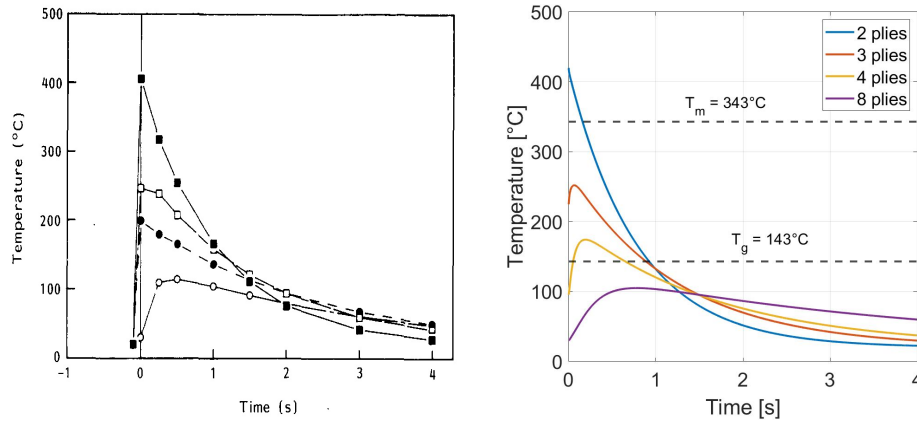 500
400
300
200
100
0
-1
0
1
2
3
4
Temperature (°C)
Time (s)
500
400
300
200
100
0
0
1
2
3
4
Temperature [°C]
Time [s]
2 plies
3 plies
4 plies
8 plies
T_m = 343°C
T_g = 143°C